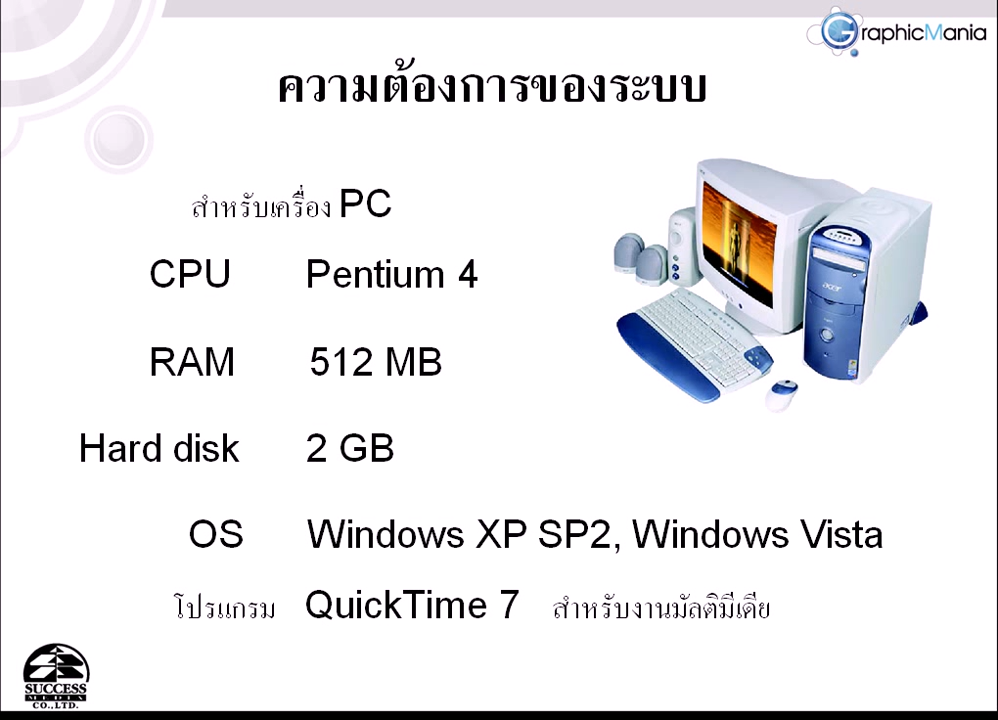 GraphicMania
ความต้องการของระบบ
สำหรับเครื่อง PC
CPU Pentium 4
RAM 512 MB
Hard disk 2 GB
OS Windows XP SP2, Windows Vista
โปรแกรม QuickTime 7 สำหรับงานมัลติมีเดีย
acer
SUCCESS
MEDIA
CO.,LTD.